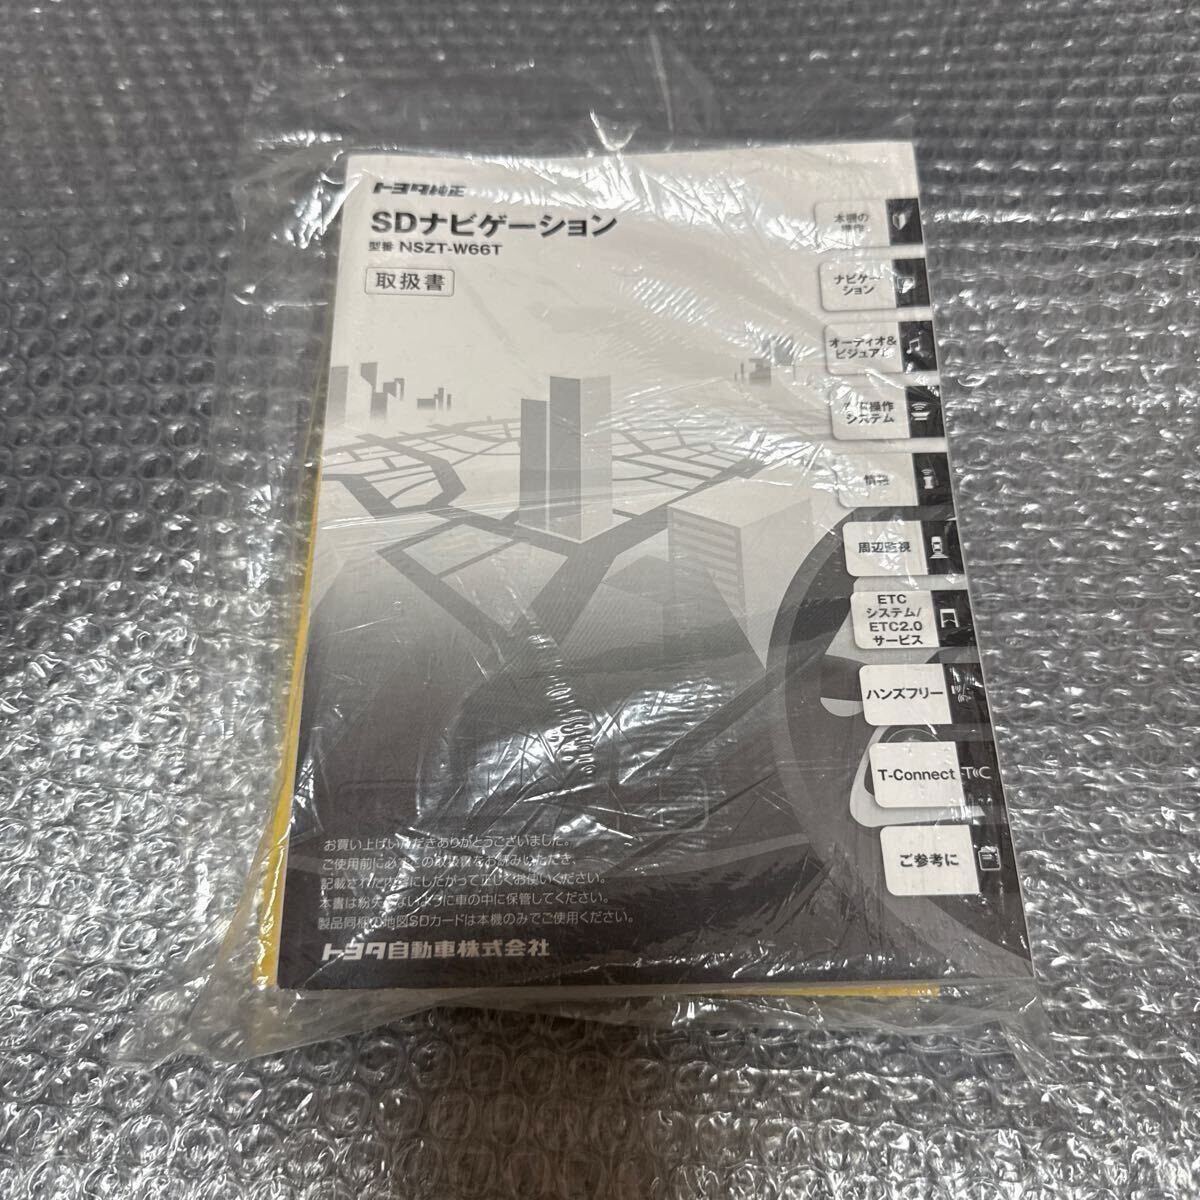 トヨタ純正
SDナビゲーション
型番 NSZT-W66T
取扱書
本機の
操作
ナビゲー
ション
オーディオ&
ビジュアル
操作
システム
情報
周辺監視
ETC
システム/
ETC2.0
サービス
ハンズフリー
T-Connect
ご参考に
お買い上げいただきありがとうございました。
ご使用前に必ずこの取扱書をお読みいただき、
記載された内容にしたがって正しくお使いください。
本書は紛失しないように車の中に保管してください。
製品同梱の地図SDカードは本機のみでご使用ください。
トヨタ自動車株式会社